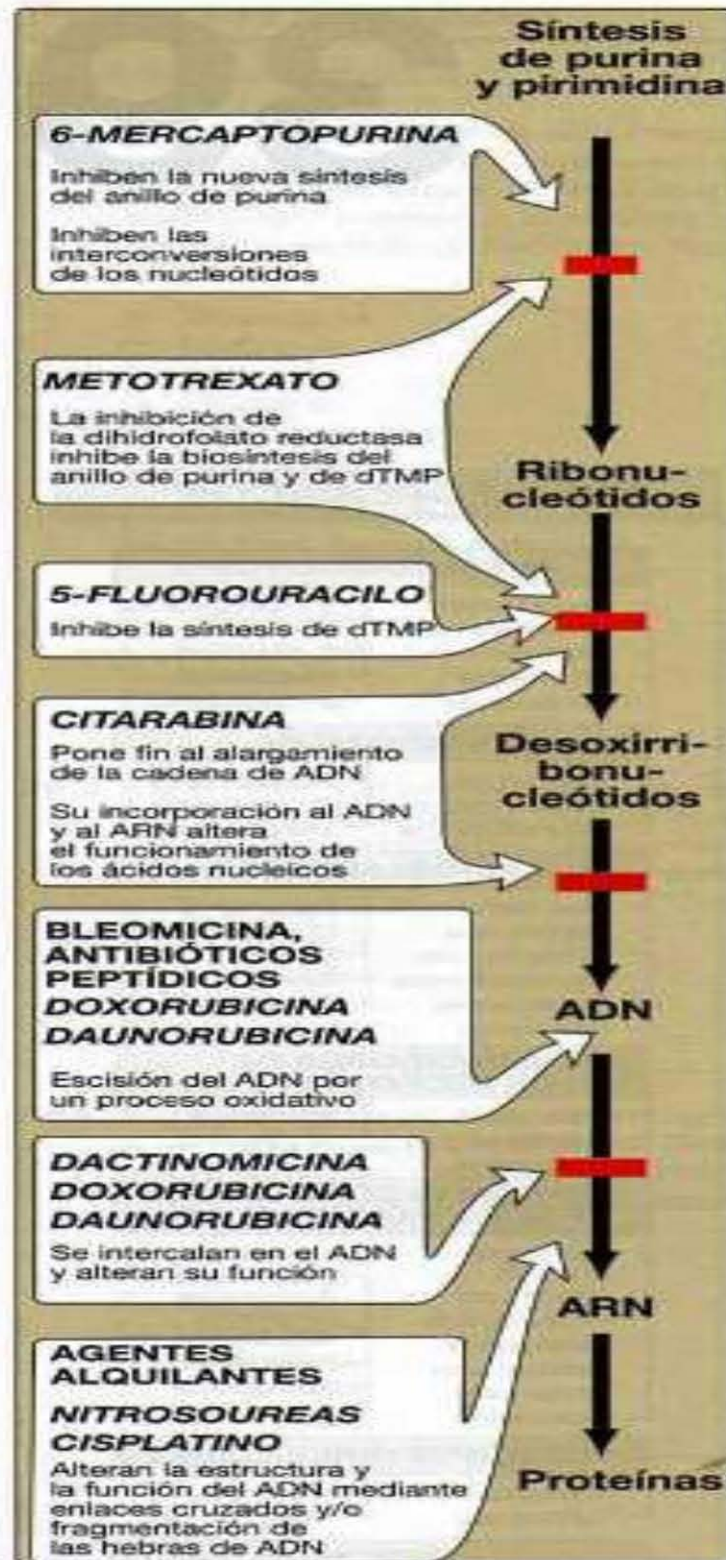 Síntesis
de purina
y pirimidina
6-MERCAPTOPURINA
Inhiben la nueva síntesis
del anillo de purina
Inhiben las
interconversiones
de los nucleótidos
METOTREXATO
La inhibición de
la dihidrofolato reductasa
inhibe la biosíntesis del
anillo de purina y de dTMP
Ribonu-
cleótidos
5-FLUOROURACILO
Inhibe la síntesis de dTMP
CITARABINA
Pone fin al alargamiento
de la cadena de ADN
Su incorporación al ADN
y al ARN altera
el funcionamiento de
los ácidos nucleicos
Desoxirri-
bonu-
cleótidos
BLEOMICINA,
ANTIBIÓTICOS
PEPTÍDICOS
DOXORUBICINA
DAUNORUBICINA
Escisión del ADN por
un proceso oxidativo
ADN
DACTINOMICINA
DOXORUBICINA
DAUNORUBICINA
Se intercalan en el ADN
y alteran su función
ARN
AGENTES
ALQUILANTES
NITROSOUREAS
CISPLATINO
Alteran la estructura y
la función del ADN mediante
enlaces cruzados y/o
fragmentación de
las hebras de ADN
Proteínas